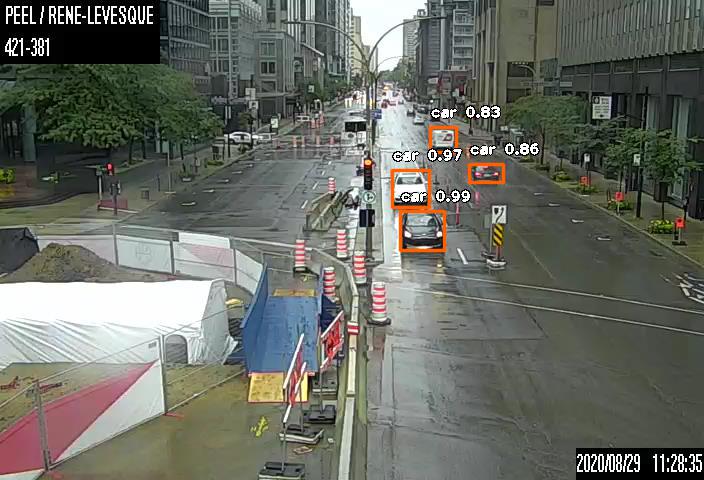 PEEL / RENE-LEVESQUE
421-381
car 0.83
car 0.97
car 0.86
car 0.99
2020/08/29 11:28:35